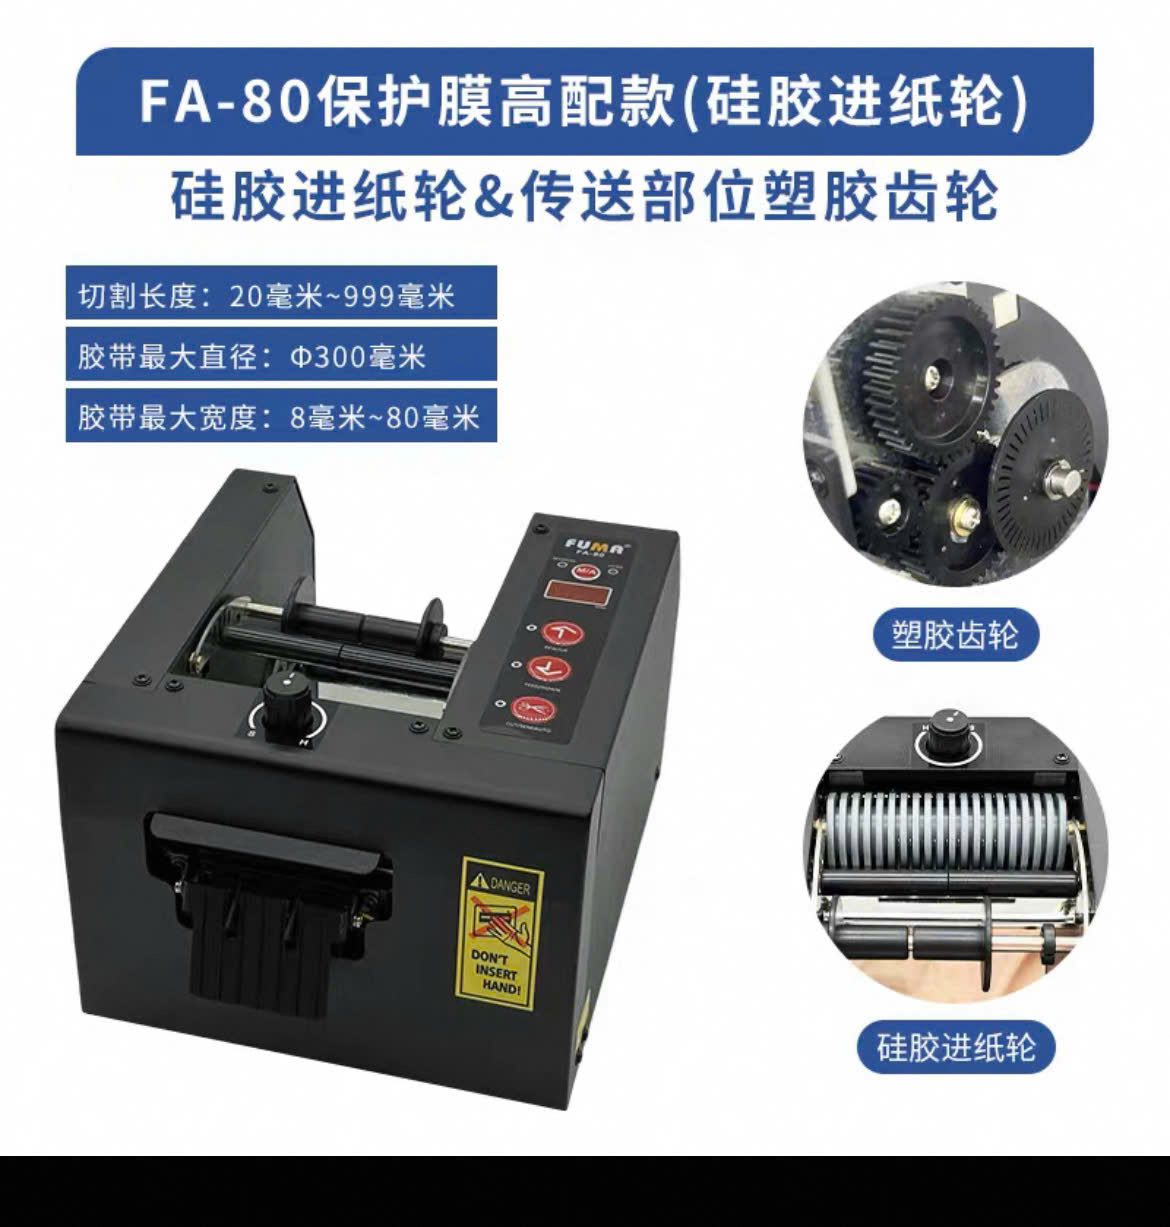 FA-80保护膜高配款(硅胶进纸轮)
硅胶进纸轮&传送部位塑胶齿轮
切割长度：20毫米~999毫米
胶带最大直径：Φ300毫米
胶带最大宽度：8毫米~80毫米
FUMA®
FA-80
M/A
S H
DANGER
DON'T
INSERT
HAND!
塑胶齿轮
H S
硅胶进纸轮